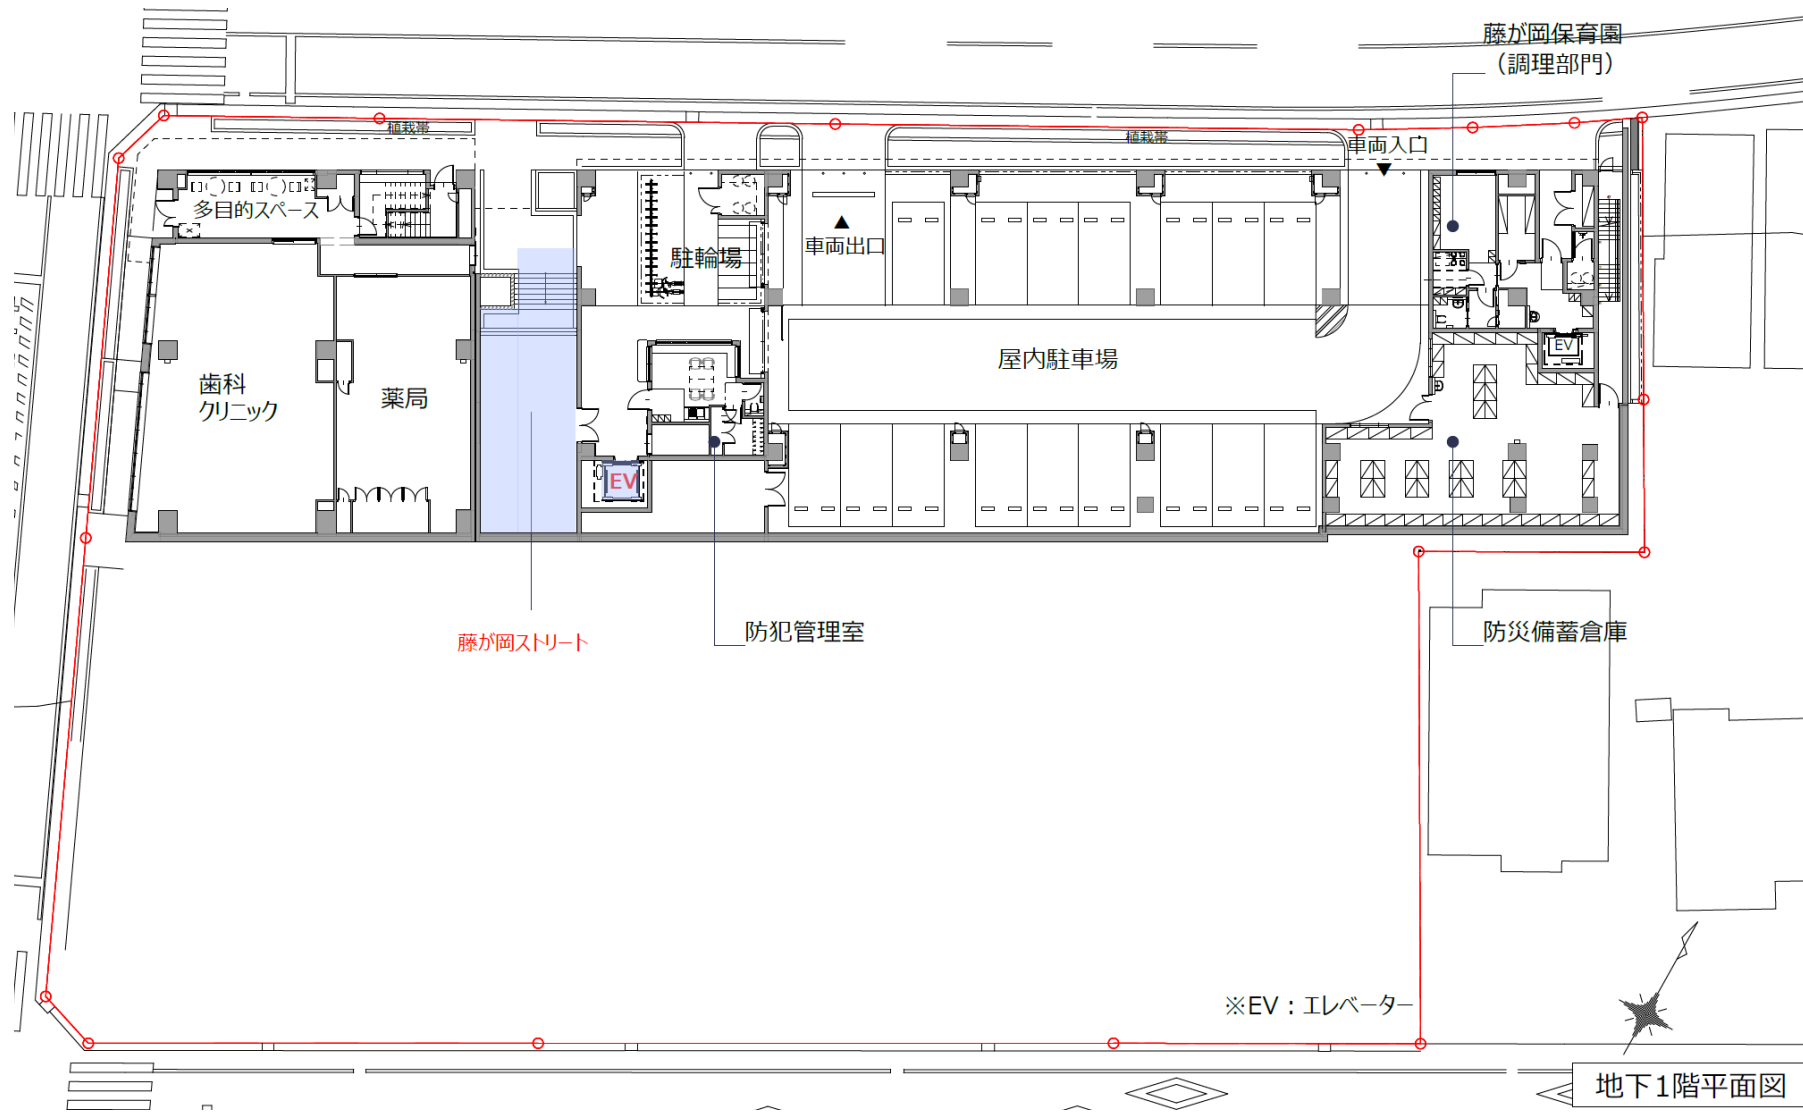 藤が岡保育園
（調理部門）
植栽帯
植栽帯
車両入口
▼
多目的スペース
▲
車両出口
駐輪場
EV
屋内駐車場
歯科
クリニック
薬局
EV
藤が岡ストリート
防犯管理室
防災備蓄倉庫
※EV：エレベーター
地下1階平面図